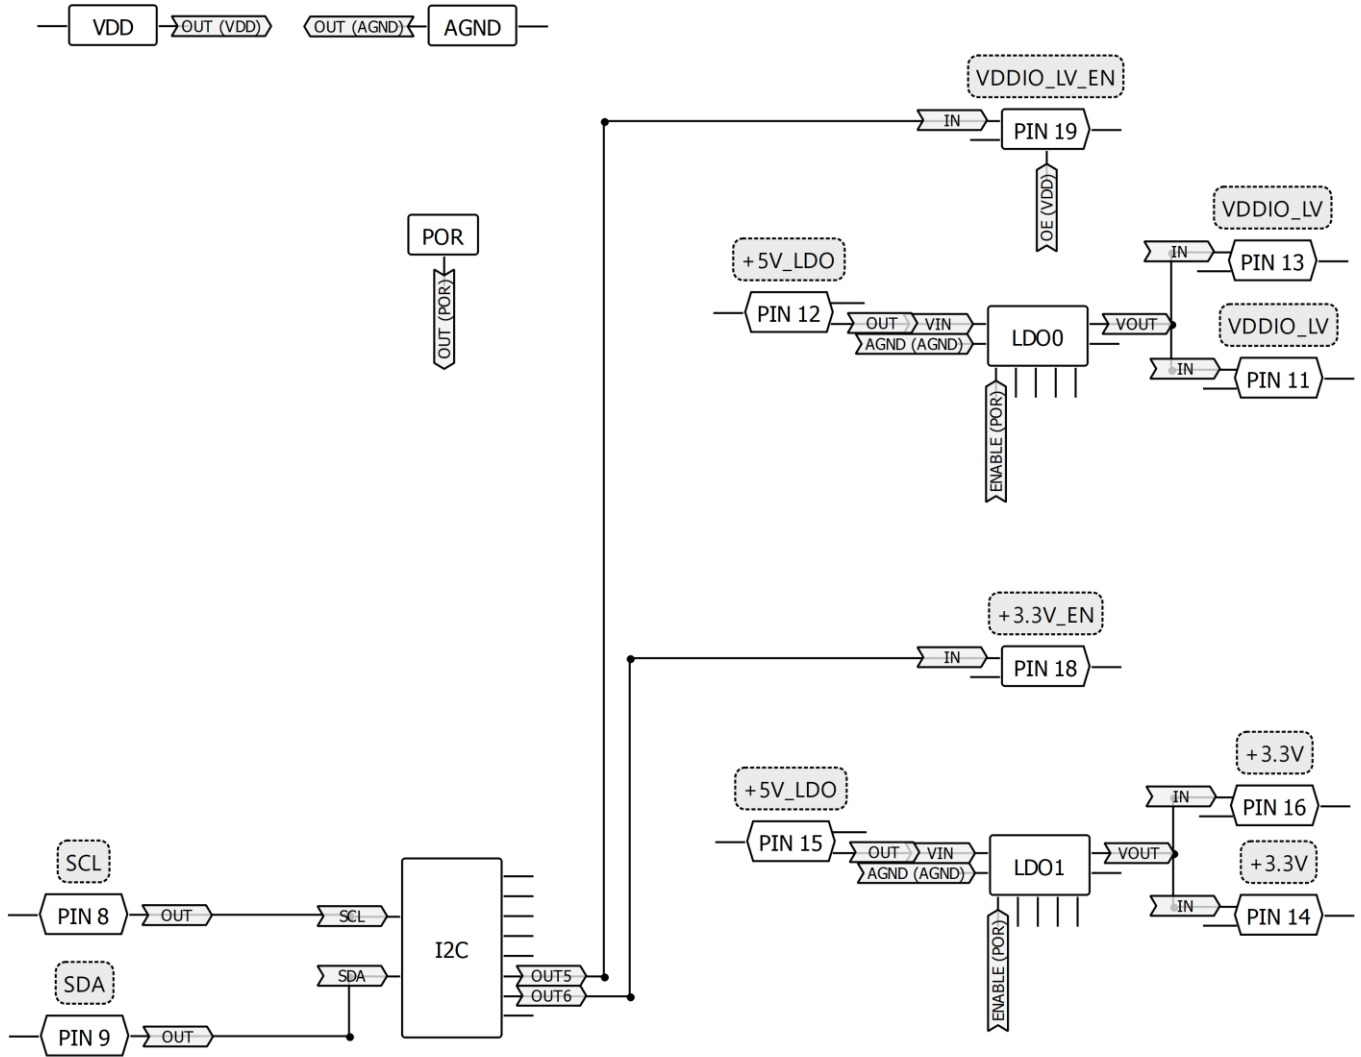 VDD
OUT (VDD)
OUT (AGND)
AGND
VDDIO_LV_EN
IN
PIN 19
OE (VDD)
POR
OUT (POR)
VDDIO_LV
IN
PIN 13
+5V_LDO
PIN 12
OUT
VIN
AGND (AGND)
LDO0
VOUT
ENABLE (POR)
VDDIO_LV
IN
PIN 11
+3.3V_EN
IN
PIN 18
+3.3V
IN
PIN 16
+5V_LDO
PIN 15
OUT
VIN
AGND (AGND)
LDO1
VOUT
ENABLE (POR)
+3.3V
IN
PIN 14
SCL
PIN 8
OUT
SCL
I2C
SDA
SDA
PIN 9
OUT
OUT5
OUT6